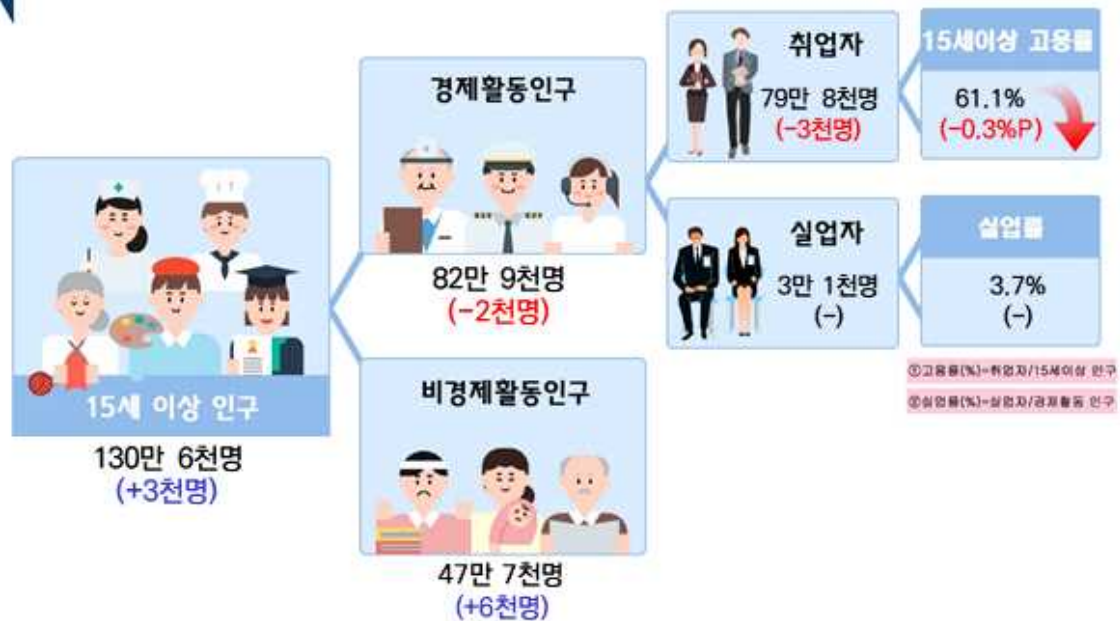 15세 이상 인구
130만 6천명
(+3천명)
경제활동인구
82만 9천명
(-2천명)
비경제활동인구
47만 7천명
(+6천명)
취업자
79만 8천명
(-3천명)
15세이상 고용률
61.1%
(-0.3%P)
실업자
3만 1천명
(-)
실업률
3.7%
(-)
①고용률(%)=취업자/15세이상 인구
②실업률(%)=실업자/경제활동 인구